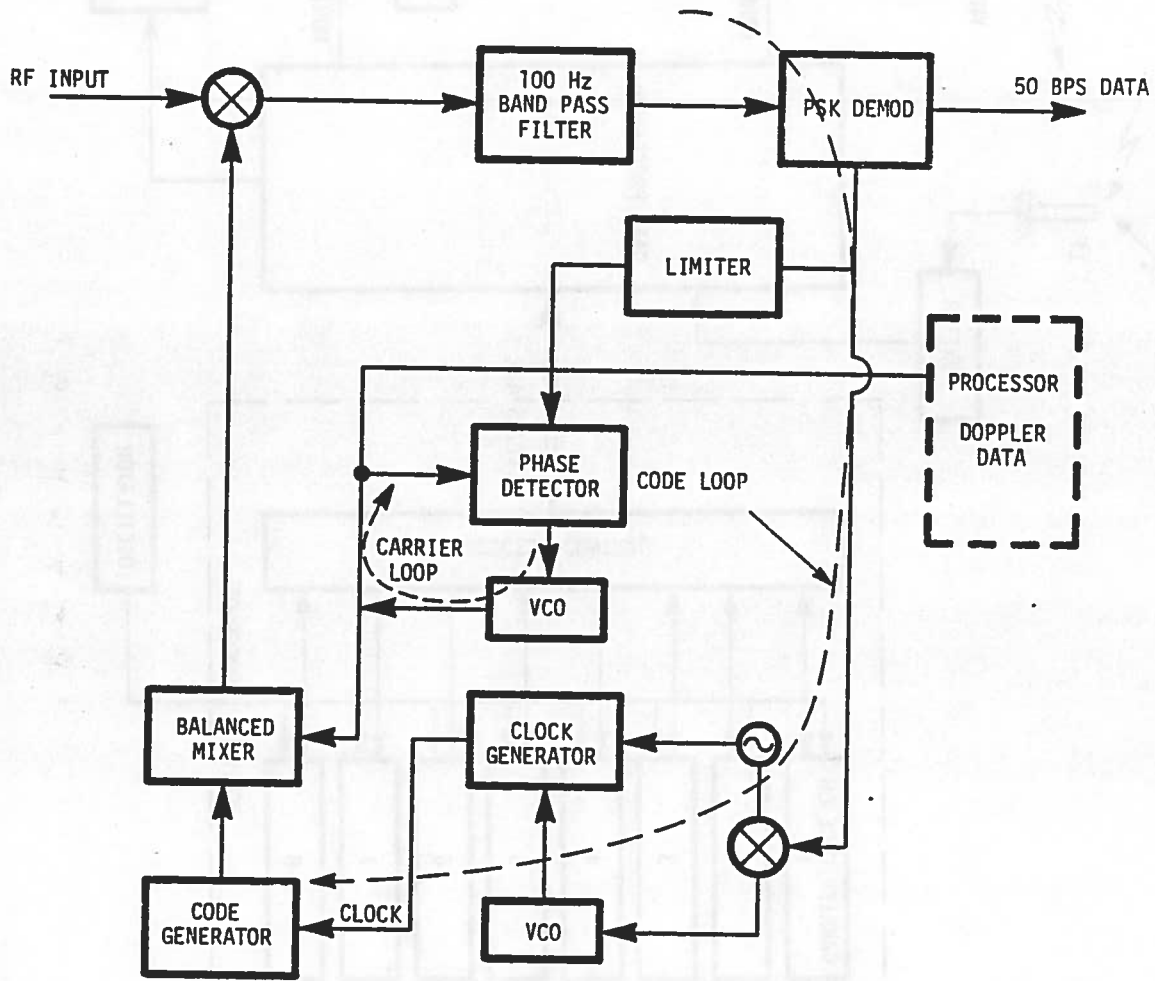 RF INPUT
100 Hz
BAND PASS
FILTER
PSK DEMOD
50 BPS DATA
LIMITER
PROCESSOR
DOPPLER
DATA
PHASE
DETECTOR
CODE LOOP
CARRIER
LOOP
VCO
BALANCED
MIXER
CLOCK
GENERATOR
CODE
GENERATOR
CLOCK
VCO